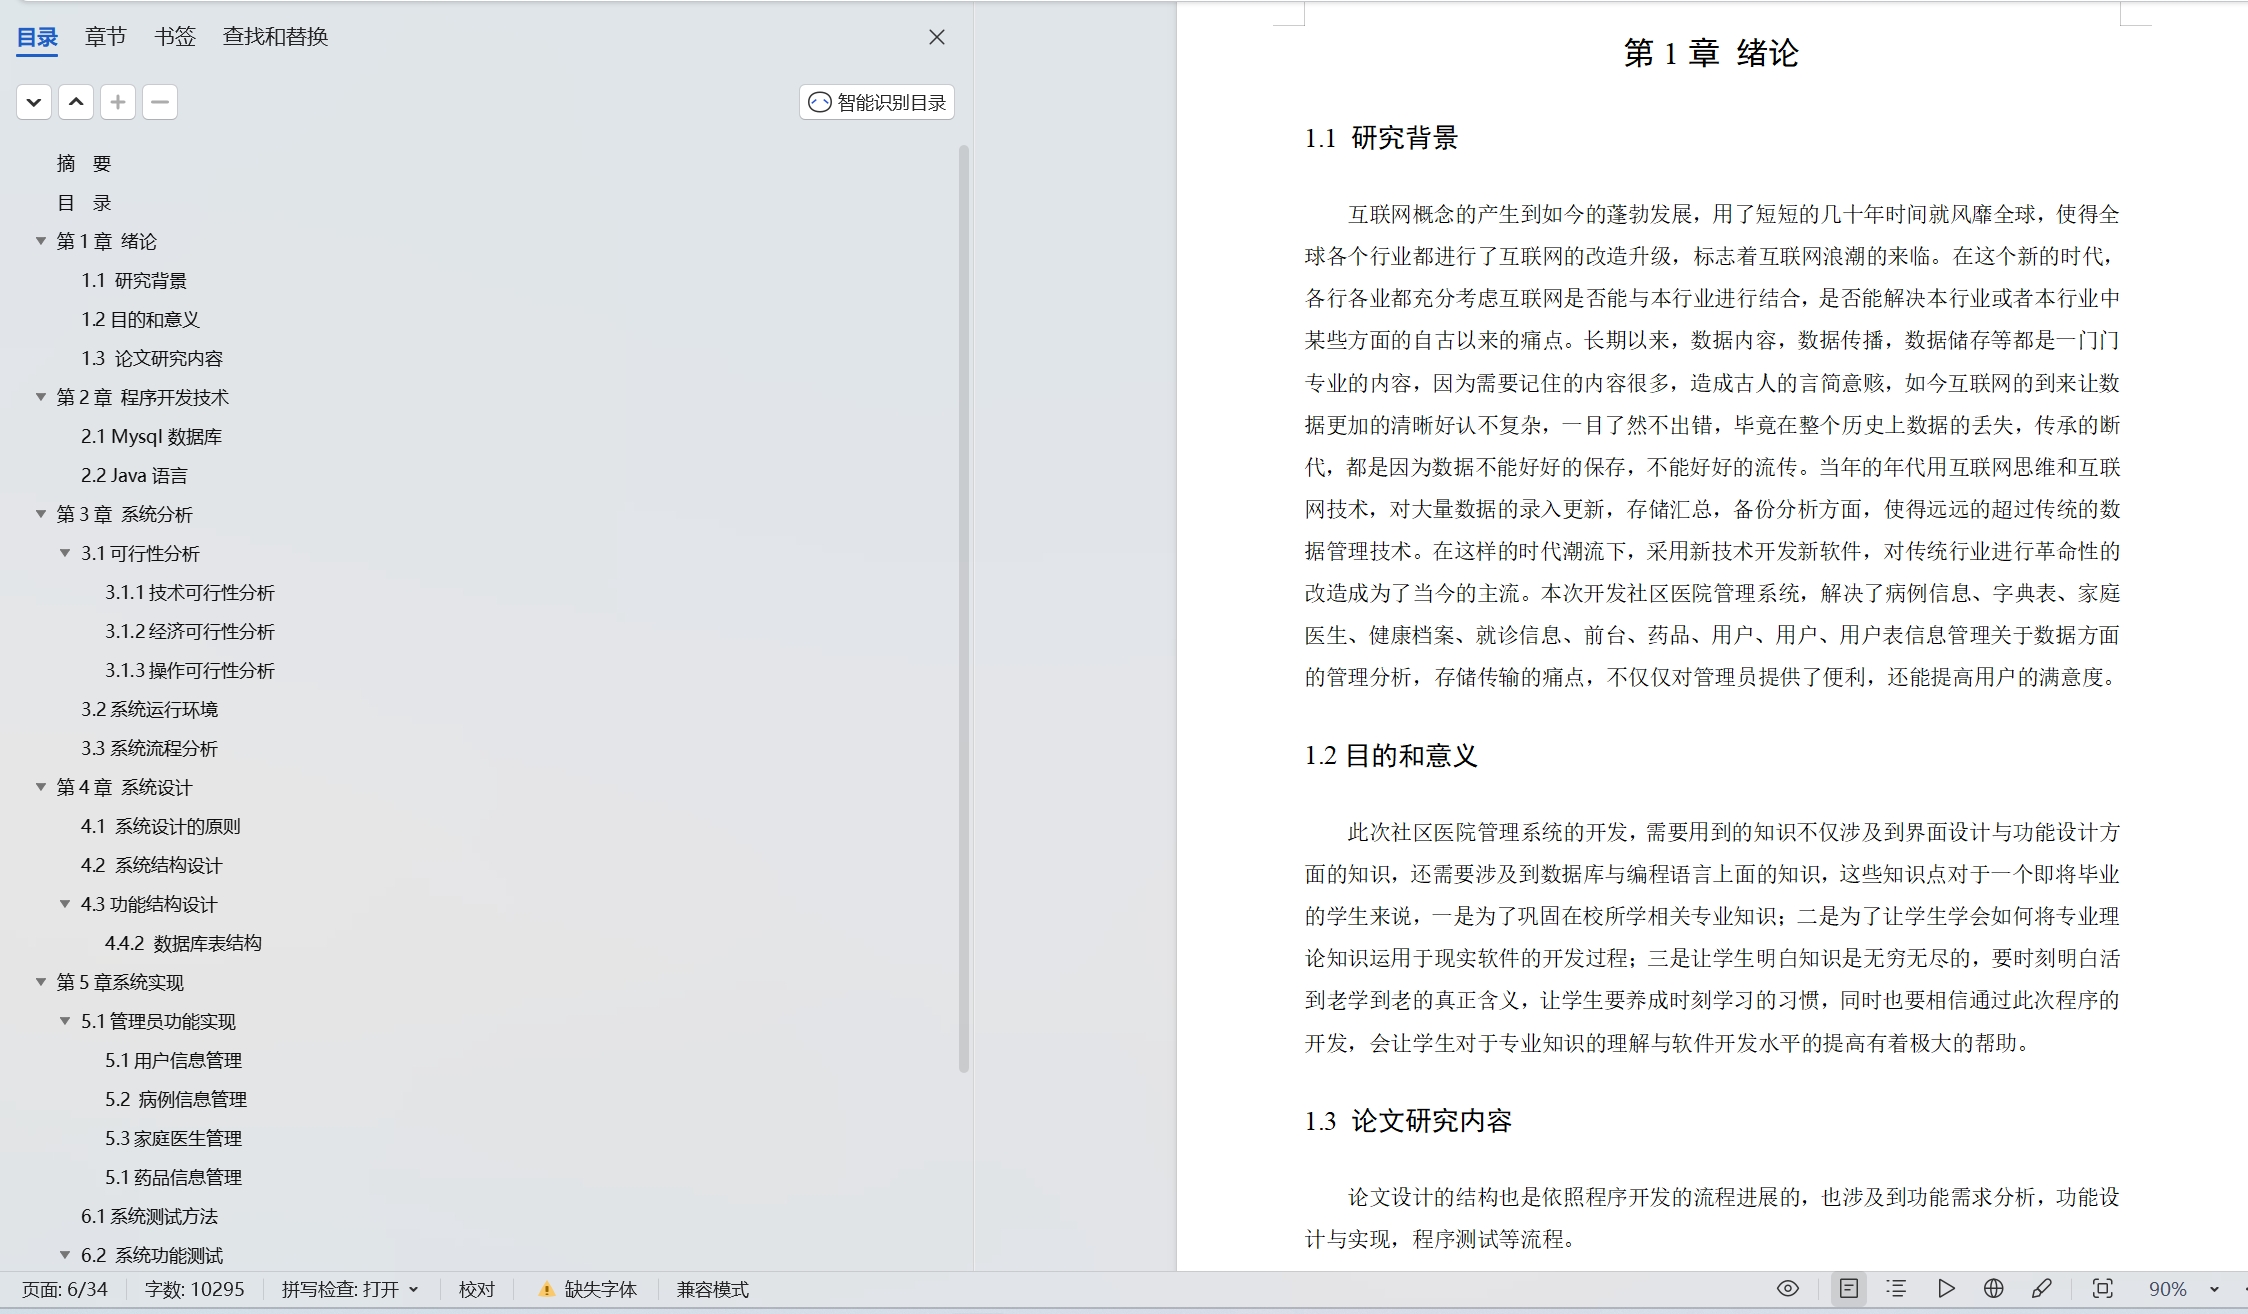 目录 章节 书签 查找和替换
智能识别目录
摘 要
目 录
第 1 章 绪论
1.1 研究背景
1.2 目的和意义
1.3 论文研究内容
第 2 章 程序开发技术
2.1 Mysql 数据库
2.2 Java 语言
第 3 章 系统分析
3.1 可行性分析
3.1.1 技术可行性分析
3.1.2 经济可行性分析
3.1.3 操作可行性分析
3.2 系统运行环境
3.3 系统流程分析
第 4 章 系统设计
4.1 系统设计的原则
4.2 系统结构设计
4.3 功能结构设计
4.4.2 数据库表结构
第 5 章系统实现
5.1 管理员功能实现
5.1 用户信息管理
5.2 病例信息管理
5.3 家庭医生管理
5.1 药品信息管理
6.1 系统测试方法
6.2 系统功能测试
第 1 章 绪论
1.1 研究背景
互联网概念的产生到如今的蓬勃发展，用了短短的几十年时间就风靡全球，使得全
球各个行业都进行了互联网的改造升级，标志着互联网浪潮的来临。在这个新的时代，
各行各业都充分考虑互联网是否能与本行业进行结合，是否能解决本行业或者本行业中
某些方面的自古以来的痛点。长期以来，数据内容，数据传播，数据储存等都是一门门
专业的内容，因为需要记住的内容很多，造成古人的言简意赅，如今互联网的到来让数
据更加的清晰好认不复杂，一目了然不出错，毕竟在整个历史上数据的丢失，传承的断
代，都是因为数据不能好好的保存，不能好好的流传。当年的年代用互联网思维和互联
网技术，对大量数据的录入更新，存储汇总，备份分析方面，使得远远的超过传统的数
据管理技术。在这样的时代潮流下，采用新技术开发新软件，对传统行业进行革命性的
改造成为了当今的主流。本次开发社区医院管理系统，解决了病例信息、字典表、家庭
医生、健康档案、就诊信息、前台、药品、用户、用户、用户表信息管理关于数据方面
的管理分析，存储传输的痛点，不仅仅对管理员提供了便利，还能提高用户的满意度。
1.2 目的和意义
此次社区医院管理系统的开发，需要用到的知识不仅涉及到界面设计与功能设计方
面的知识，还需要涉及到数据库与编程语言上面的知识，这些知识点对于一个即将毕业
的学生来说，一是为了巩固在校所学相关专业知识；二是为了让学生学会如何将专业理
论知识运用于现实软件的开发过程；三是让学生明白知识是无穷无尽的，要时刻明白活
到老学到老的真正含义，让学生要养成时刻学习的习惯，同时也要相信通过此次程序的
开发，会让学生对于专业知识的理解与软件开发水平的提高有着极大的帮助。
1.3 论文研究内容
论文设计的结构也是依照程序开发的流程进展的，也涉及到功能需求分析，功能设
计与实现，程序测试等流程。
页面: 6/34 字数: 10295 拼写检查: 打开 校对 缺失字体 兼容模式 90%